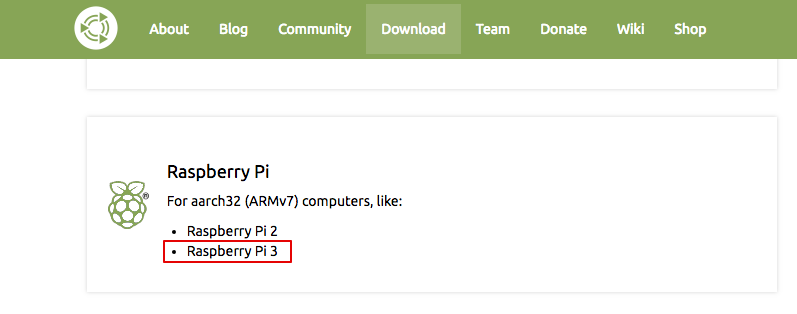 About Blog Community Download Team Donate Wiki Shop
Raspberry Pi
For aarch32 (ARMv7) computers, like:
• Raspberry Pi 2
• Raspberry Pi 3